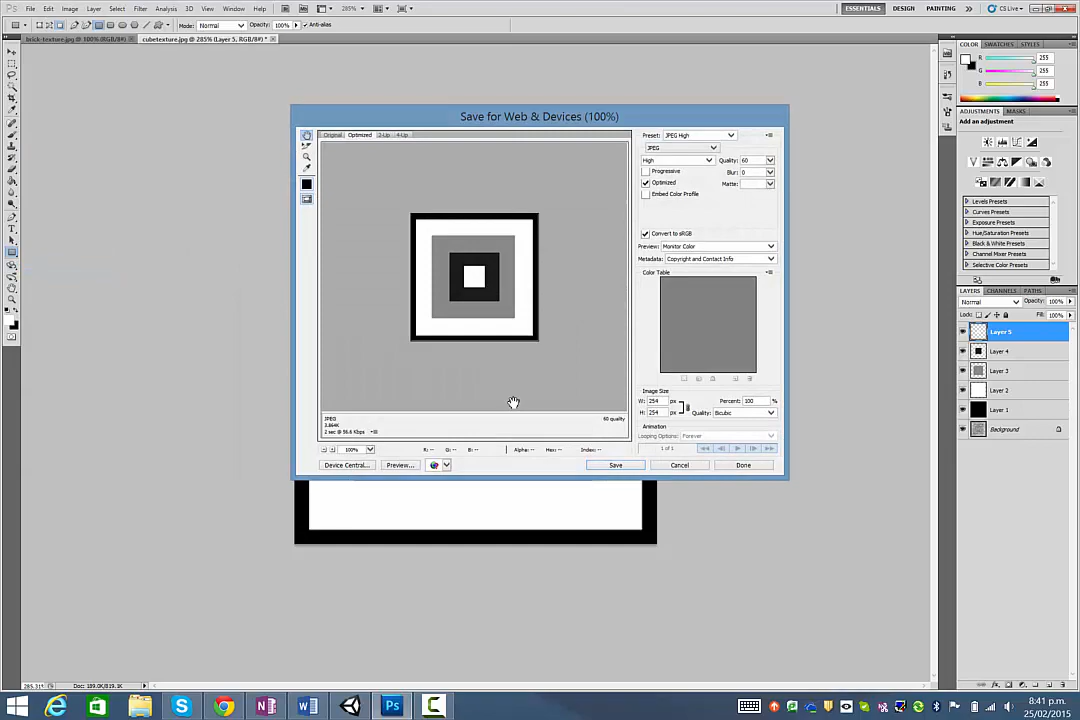 PS File Edit Image Layer Select Filter Analysis 3D View Window Help 285% ESSENTIALS DESIGN PAINTING CS Live
Mode: Normal Opacity: 100% Anti-alias
brick-texture.jpg @ 100% (RGB/8#) cubetexture.jpg @ 285% (Layer 5, RGB/8#) *
COLOR SWATCHES STYLES
R 255
G 255
B 255
ADJUSTMENTS MASKS
Add an adjustment
Levels Presets
Curves Presets
Exposure Presets
Hue/Saturation Presets
Black & White Presets
Channel Mixer Presets
Selective Color Presets
LAYERS CHANNELS PATHS
Normal Opacity: 100%
Lock: Fill: 100%
Layer 5
Layer 4
Layer 3
Layer 2
Layer 1
Background
Save for Web & Devices (100%)
Original Optimized 2-Up 4-Up
Preset: JPEG High
JPEG
High Quality: 60
Progressive Blur: 0
Optimized Matte:
Embed Color Profile
Convert to sRGB
Preview: Monitor Color
Metadata: Copyright and Contact Info
Color Table
Image Size
W: 254 px Percent: 100 %
H: 254 px Quality: Bicubic
Animation
Looping Options: Forever
1 of 1
JPEG 60 quality
3.864K
2 sec @ 56.6 Kbps
100% R: -- G: -- B: -- Alpha: -- Hex: -- Index: --
Device Central... Preview... Save Cancel Done
Doc: 189.0K/819.1K
8:41 p.m.
25/02/2015